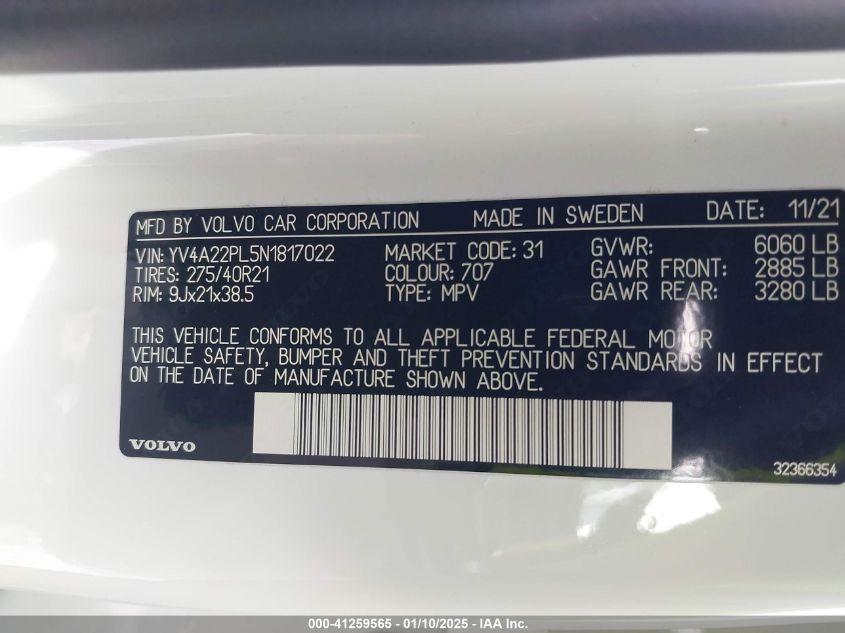 MFD BY VOLVO CAR CORPORATION MADE IN SWEDEN DATE: 11/21
VIN: YV4A22PL5N1817022 MARKET CODE: 31 GVWR: 6060 LB
TIRES: 275/40R21 COLOUR: 707 GAWR FRONT: 2885 LB
RIM: 9Jx21x38.5 TYPE: MPV GAWR REAR: 3280 LB
THIS VEHICLE CONFORMS TO ALL APPLICABLE FEDERAL MOTOR
VEHICLE SAFETY, BUMPER AND THEFT PREVENTION STANDARDS IN EFFECT
ON THE DATE OF MANUFACTURE SHOWN ABOVE.
VOLVO
32366354
000-41259565 - 01/10/2025 - IAA Inc.